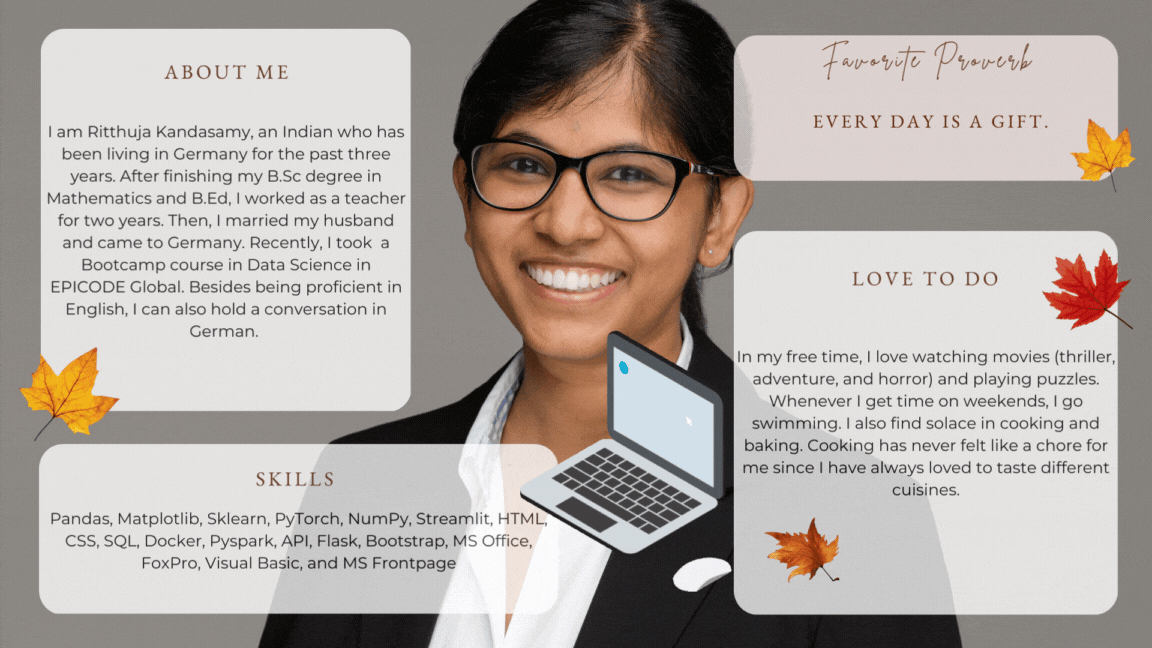 ABOUT ME
I am Ritthuja Kandasamy, an Indian who has
been living in Germany for the past three
years. After finishing my B.Sc degree in
Mathematics and B.Ed, I worked as a teacher
for two years. Then, I married my husband
and came to Germany. Recently, I took a
Bootcamp course in Data Science in
EPICODE Global. Besides being proficient in
English, I can also hold a conversation in
German.
SKILLS
Pandas, Matplotlib, Sklearn, PyTorch, NumPy, Streamlit, HTML,
CSS, SQL, Docker, Pyspark, API, Flask, Bootstrap, MS Office,
FoxPro, Visual Basic, and MS Frontpage
Favorite Proverb
EVERY DAY IS A GIFT.
LOVE TO DO
In my free time, I love watching movies (thriller,
adventure, and horror) and playing puzzles.
Whenever I get time on weekends, I go
swimming. I also find solace in cooking and
baking. Cooking has never felt like a chore for
me since I have always loved to taste different
cuisines.